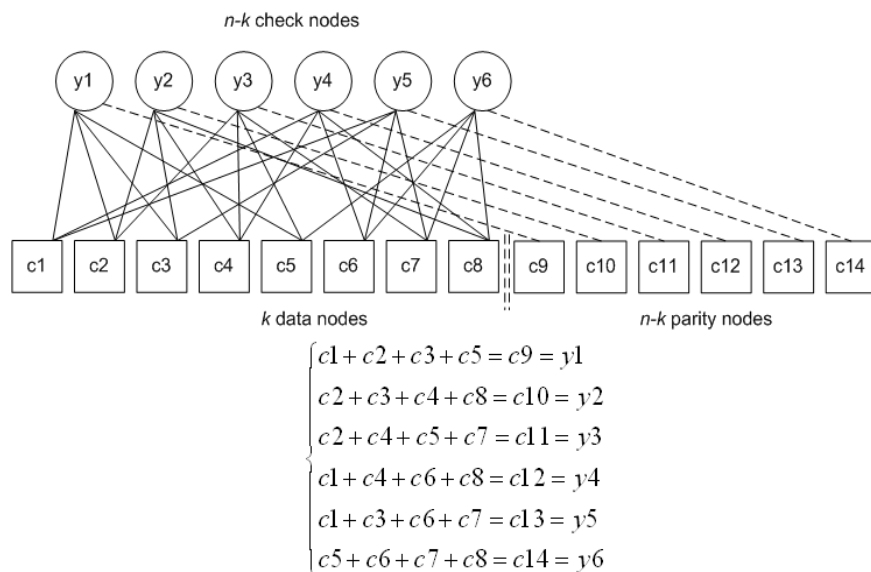 n-k check nodes
y1 y2 y3 y4 y5 y6
c1 c2 c3 c4 c5 c6 c7 c8 c9 c10 c11 c12 c13 c14
k data nodes n-k parity nodes
c1 + c2 + c3 + c5 = c9 = y1
c2 + c3 + c4 + c8 = c10 = y2
c2 + c4 + c5 + c7 = c11 = y3
c1 + c4 + c6 + c8 = c12 = y4
c1 + c3 + c6 + c7 = c13 = y5
c5 + c6 + c7 + c8 = c14 = y6